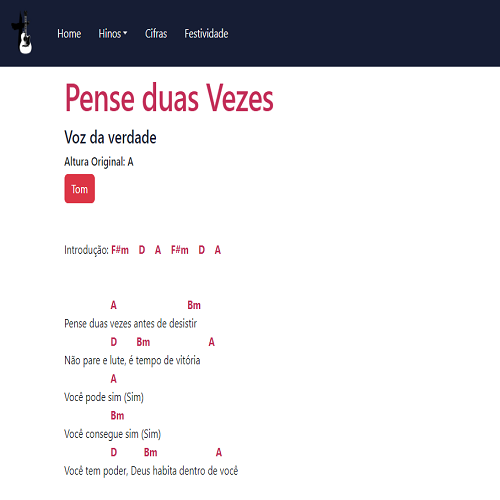 Home Hinos Cifras Festividade
Pense duas Vezes
Voz da verdade
Altura Original: A
Tom
Introdução: F#m D A F#m D A
A Bm
Pense duas vezes antes de desistir
D Bm A
Não pare e lute, é tempo de vitória
A
Você pode sim (Sim)
Bm
Você consegue sim (Sim)
D Bm A
Você tem poder, Deus habita dentro de você